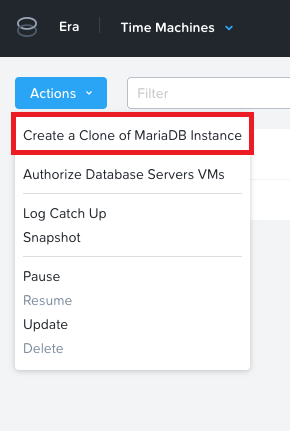 Era
Time Machines
Actions
Filter
Create a Clone of MariaDB Instance
Authorize Database Servers VMs
Log Catch Up
Snapshot
Pause
Resume
Update
Delete